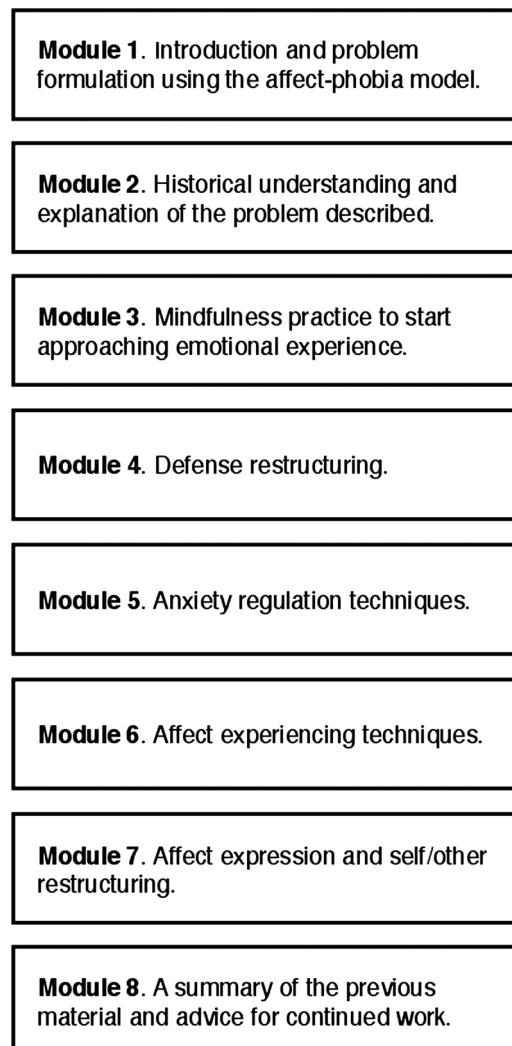 Module 1. Introduction and problem
formulation using the affect-phobia model.
Module 2. Historical understanding and
explanation of the problem described.
Module 3. Mindfulness practice to start
approaching emotional experience.
Module 4. Defense restructuring.
Module 5. Anxiety regulation techniques.
Module 6. Affect experiencing techniques.
Module 7. Affect expression and self/other
restructuring.
Module 8. A summary of the previous
material and advice for continued work.